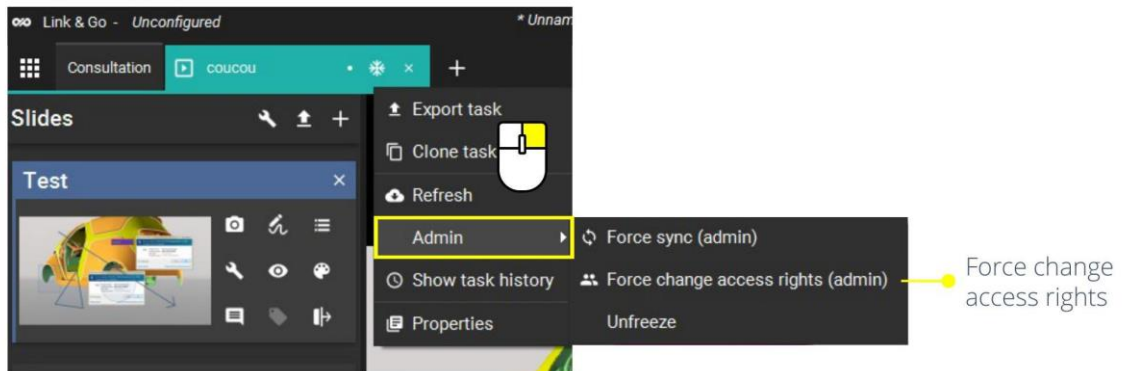 Link & Go - Unconfigured * Unnam
Consultation coucou
Slides
Test
Export task
Clone task
Refresh
Admin
Show task history
Properties
Force sync (admin)
Force change access rights (admin)
Unfreeze
Force change
access rights